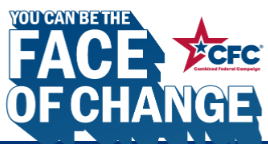 YOU CAN BE THE
FACE
OF CHANGE
CFC
Combined Federal Campaign